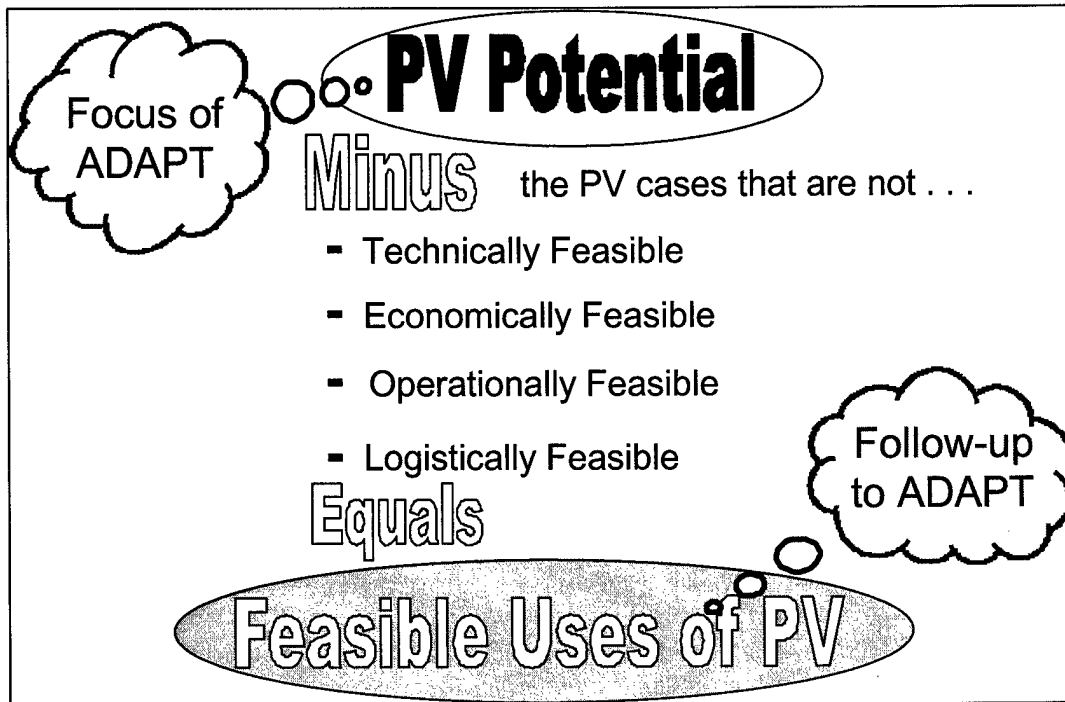 PV Potential
Focus of
ADAPT
Minus the PV cases that are not . . .
- Technically Feasible
- Economically Feasible
- Operationally Feasible
- Logistically Feasible
Follow-up
to ADAPT
Equals
Feasible Uses of PV